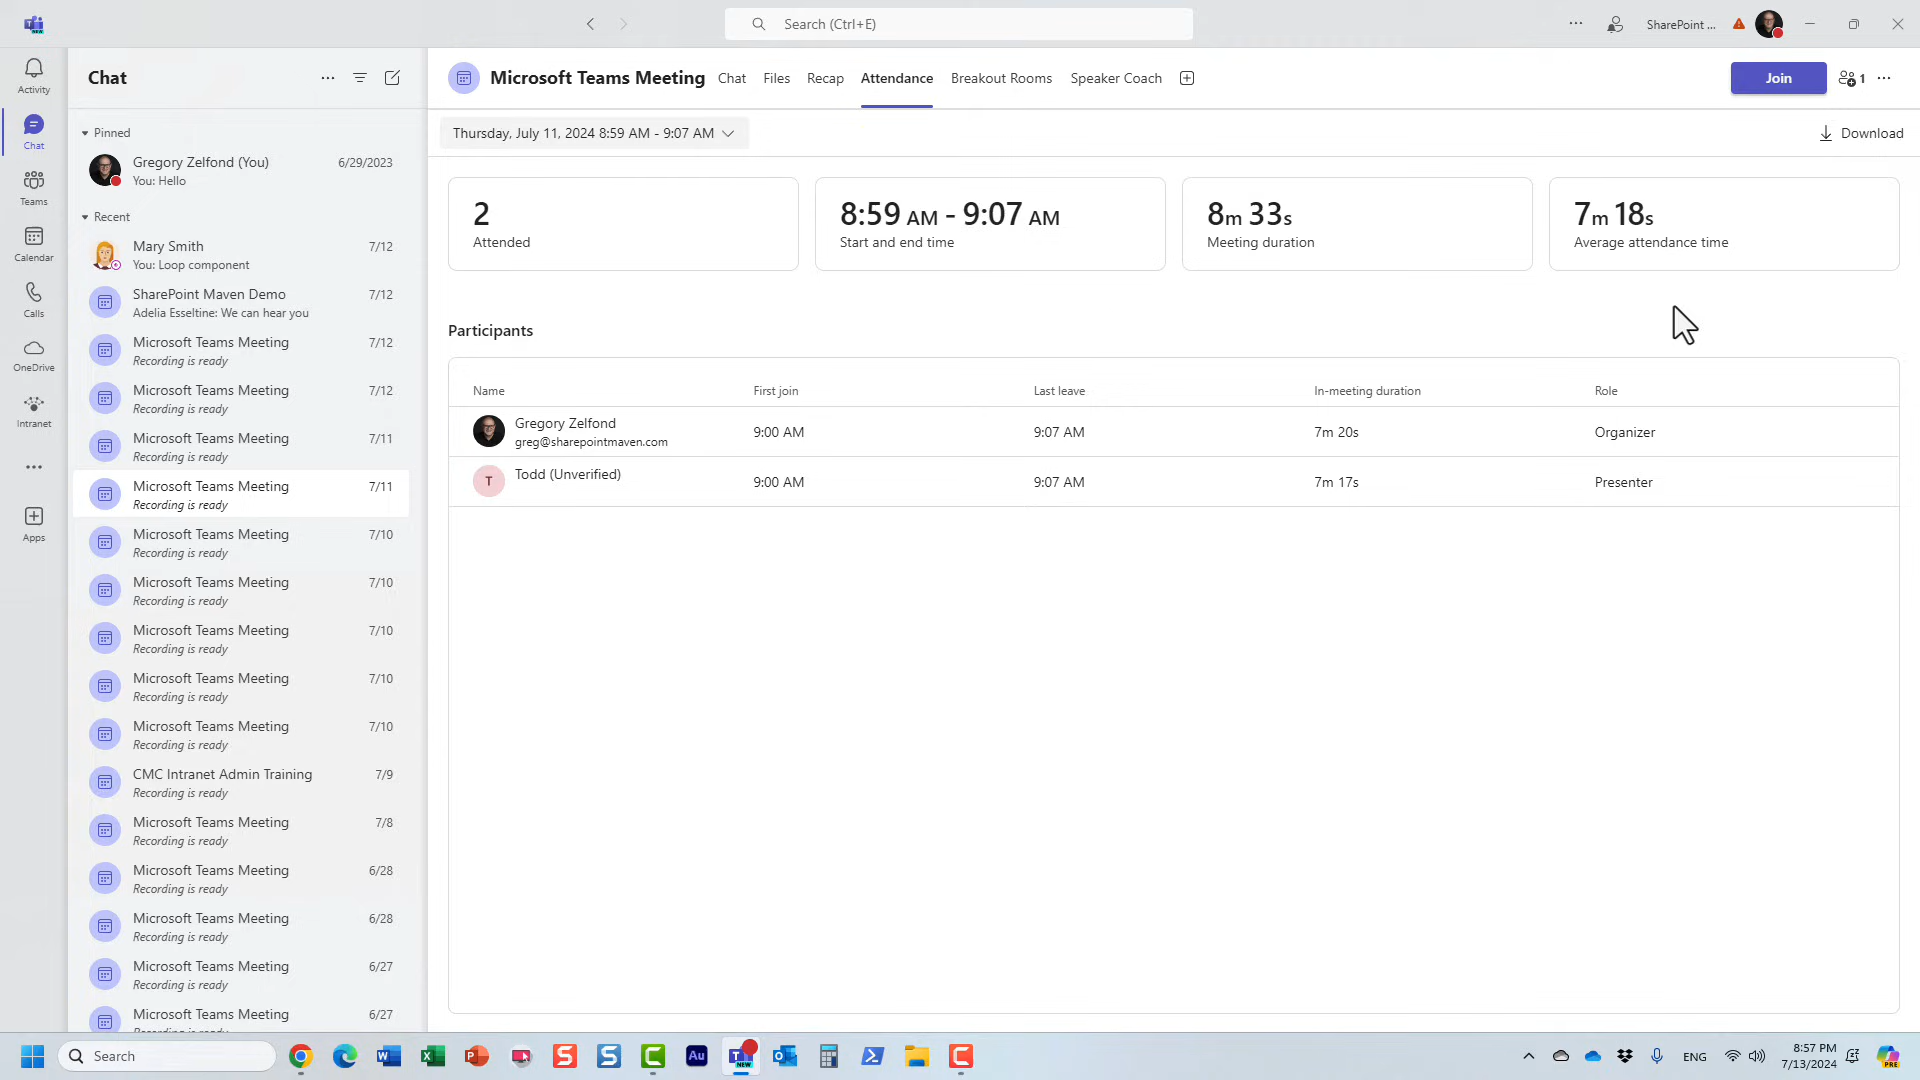 Search (Ctrl+E)
SharePoint ...
Activity
Chat
Teams
Calendar
Calls
OneDrive
Intranet
Apps
Chat
Pinned
Gregory Zelfond (You) 6/29/2023
You: Hello
Recent
Mary Smith 7/12
You: Loop component
SharePoint Maven Demo 7/12
Adelia Esseltine: We can hear you
Microsoft Teams Meeting 7/12
Recording is ready
Microsoft Teams Meeting 7/12
Recording is ready
Microsoft Teams Meeting 7/11
Recording is ready
Microsoft Teams Meeting 7/11
Recording is ready
Microsoft Teams Meeting 7/10
Recording is ready
Microsoft Teams Meeting 7/10
Recording is ready
Microsoft Teams Meeting 7/10
Recording is ready
Microsoft Teams Meeting 7/10
Recording is ready
Microsoft Teams Meeting 7/10
Recording is ready
CMC Intranet Admin Training 7/9
Recording is ready
Microsoft Teams Meeting 7/8
Recording is ready
Microsoft Teams Meeting 6/28
Recording is ready
Microsoft Teams Meeting 6/28
Recording is ready
Microsoft Teams Meeting 6/27
Recording is ready
Microsoft Teams Meeting 6/27
Recording is ready
Microsoft Teams Meeting Chat Files Recap Attendance Breakout Rooms Speaker Coach Join 1
Thursday, July 11, 2024 8:59 AM - 9:07 AM Download
2
Attended
8:59 AM - 9:07 AM
Start and end time
8m 33s
Meeting duration
7m 18s
Average attendance time
Participants
Name First join Last leave In-meeting duration Role
Gregory Zelfond
greg@sharepointmaven.com
9:00 AM 9:07 AM 7m 20s Organizer
T Todd (Unverified)
9:00 AM 9:07 AM 7m 17s Presenter
Search
Au
NEW
ENG
8:57 PM
7/13/2024
PRE